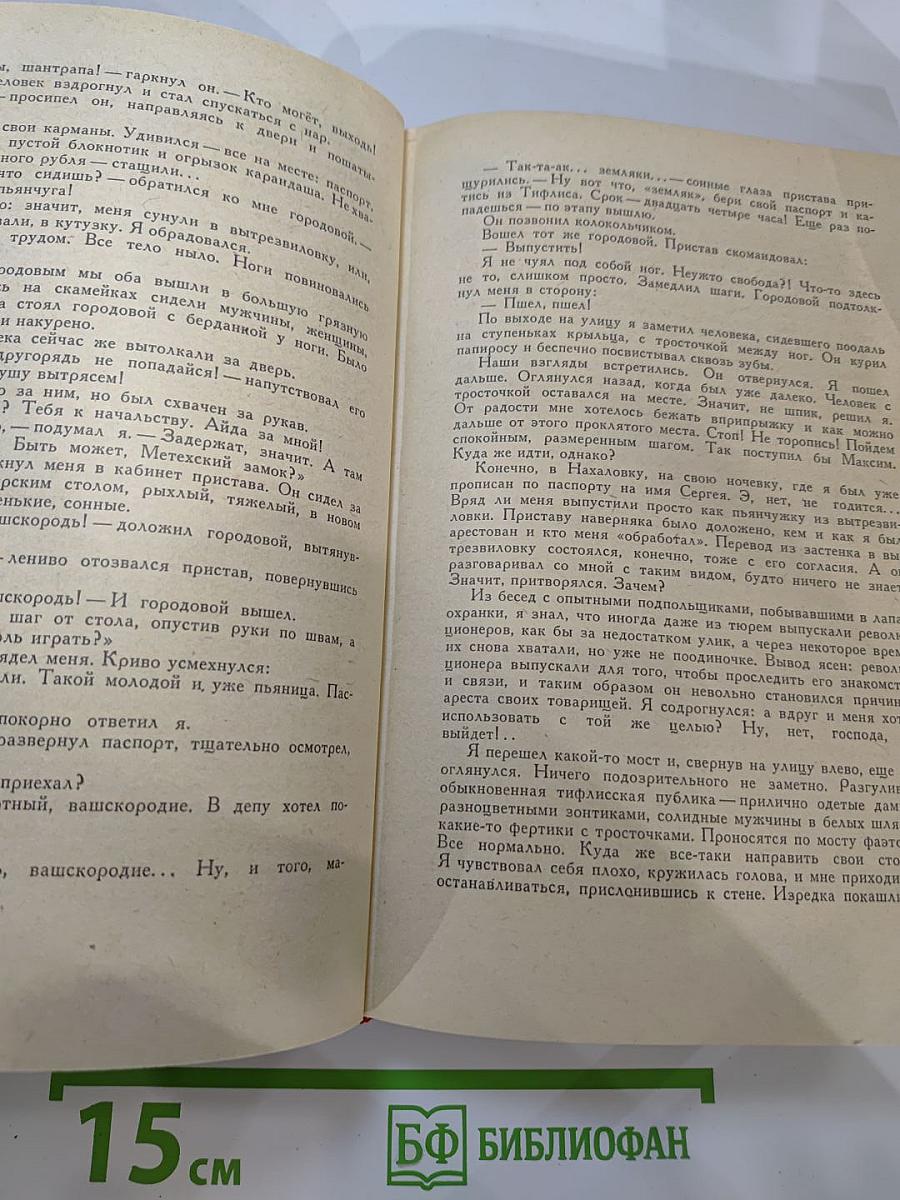 ы, шантрапа! — гаркнул он. — Кто могёт, выходь!
еловек вздрогнул и стал спускаться с нар.
— просипел он, направляясь к двери и пошаты-
свои карманы. Удивился — все на месте: паспорт,
пустой блокнотик и огрызок карандаша. Не хва-
ного рубля — стащили...
что сидишь? — обратился ко мне городовой. —
пьянчуга!
о: значит, меня сунули в вытрезвиловку, или,
вали, в кутузку. Я обрадовался.
трудом. Все тело ныло. Ноги повиновались
ородовым мы оба вышли в большую грязную
ь на скамейках сидели мужчины, женщины,
а стоял городовой с берданкой у ноги. Было
и накурено.
ека сейчас же вытолкали за дверь.
другорядь не попадайся! — напутствовал его
ушу вытрясем!
о за ним, но был схвачен за рукав.
? Тебя к начальству. Айда за мной!
о, — подумал я. — Задержат, значит. А там
Быть может, Метехский замок?»
кнул меня в кабинет пристава. Он сидел за
рским столом, рыхлый, тяжелый, в новом
енькие, сонные.
ашскородь! — доложил городовой, вытянув-
— лениво отозвался пристав, повернувшись
шскородь! — И городовой вышел.
шаг от стола, опустив руки по швам, а
оль играть?»
ядел меня. Криво усмехнулся:
ли. Такой молодой и уже пьяница. Пас-
покорно ответил я.
развернул паспорт, тщательно осмотрел,
приехал?
отный, вашскородие. В депу хотел по-
ь, вашскородие... Ну, и того, ма-
— Так-та-ак... земляки... — сонные глаза пристава при-
щурились. — Ну вот что, «земляк», бери свой паспорт и ка-
тись из Тифлиса. Срок — двадцать четыре часа! Еще раз по-
падешься — по этапу вышлю.
Он позвонил колокольчиком.
Вошел тот же городовой. Пристав скомандовал:
— Выпустить!
Я не чуял под собой ног. Неужто свобода?! Что-то здесь
не то, слишком просто. Замедлил шаги. Городовой подтолк-
нул меня в сторону:
— Пшел, пшел!
По выходе на улицу я заметил человека, сидевшего поодаль
на ступеньках крыльца, с тросточкой между ног. Он курил
папиросу и беспечно посвистывал сквозь зубы.
Наши взгляды встретились. Он отвернулся. Я пошел
дальше. Оглянулся назад, когда был уже далеко. Человек с
тросточкой оставался на месте. Значит, не шпик, решил я.
От радости мне хотелось бежать вприпрыжку и как можно
дальше от этого проклятого места. Стоп! Не торопись! Пойдем
спокойным, размеренным шагом. Так поступил бы Максим.
Куда же идти, однако?
Конечно, в Нахаловку, на свою ночевку, где я был уже
прописан по паспорту на имя Сергея. Э, нет, не годится...
Вряд ли меня выпустили просто как пьянчужку из вытрезви-
ловки. Приставу наверняка было доложено, кем и как я был
арестован и кто меня «обработал». Перевод из застенка в вы-
трезвиловку состоялся, конечно, тоже с его согласия. А он
разговаривал со мной с таким видом, будто ничего не знает
Значит, притворялся. Зачем?
Из бесед с опытными подпольщиками, побывавшими в лапа
охранки, я знал, что иногда даже из тюрем выпускали револю
ционеров, как бы за недостатком улик, а через некоторое врем
их снова хватали, но уже не поодиночке. Вывод ясен: револю
ционера выпускали для того, чтобы проследить его знакомст
и связи, и таким образом он невольно становился причин
ареста своих товарищей. Я содрогнулся: а вдруг и меня хот
использовать с той же целью? Ну, нет, господа,
выйдет!..
Я перешел какой-то мост и, свернув на улицу влево, еще
оглянулся. Ничего подозрительного не заметно. Разгулив
обыкновенная тифлисская публика — прилично одетые дам
разноцветными зонтиками, солидные мужчины в белых шля
какие-то фертики с тросточками. Проносятся по мосту фаэто
Все нормально. Куда же все-таки направить свои сто
Я чувствовал себя плохо, кружилась голова, и мне приходи
останавливаться, прислонившись к стене. Изредка покашли
15 см
БФ БИБЛИОФАН